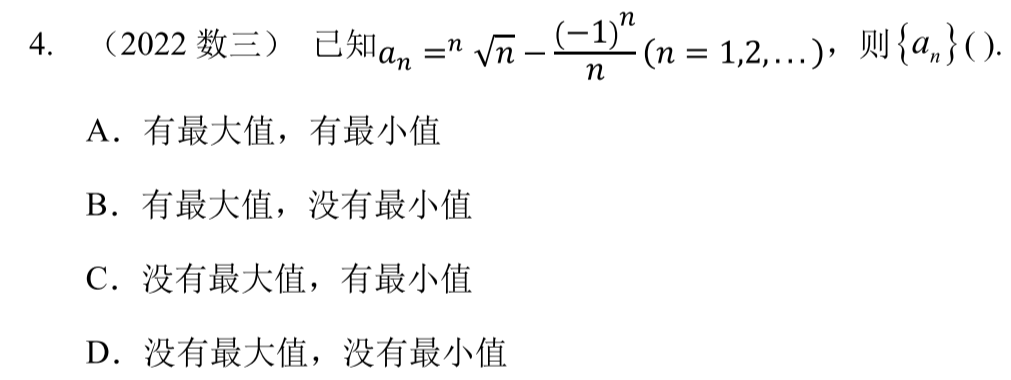 4. （2022 数三） 已知$a_n =^n \sqrt{n} - \frac{(-1)^n}{n} (n = 1,2,\ldots)$，则$\{a_n\}$( ).
A．有最大值，有最小值
B．有最大值，没有最小值
C．没有最大值，有最小值
D．没有最大值，没有最小值